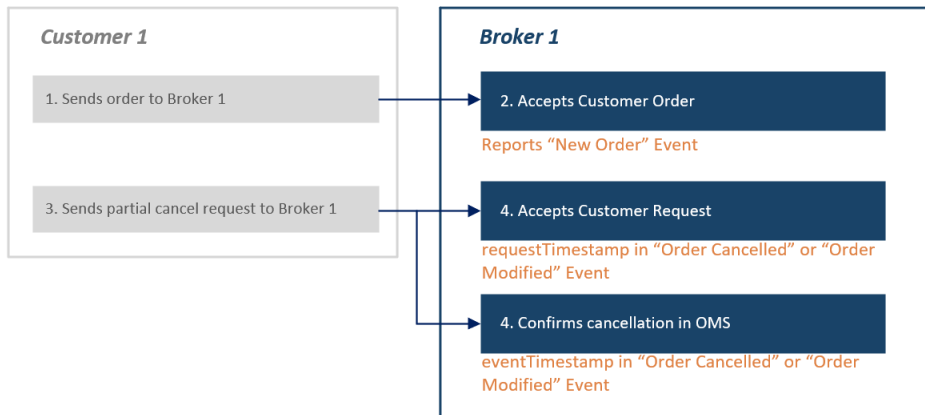 Customer 1
Broker 1
1. Sends order to Broker 1
2. Accepts Customer Order
Reports “New Order” Event
3. Sends partial cancel request to Broker 1
4. Accepts Customer Request
requestTimestamp in “Order Cancelled” or “Order
Modified” Event
4. Confirms cancellation in OMS
eventTimestamp in “Order Cancelled” or “Order
Modified” Event